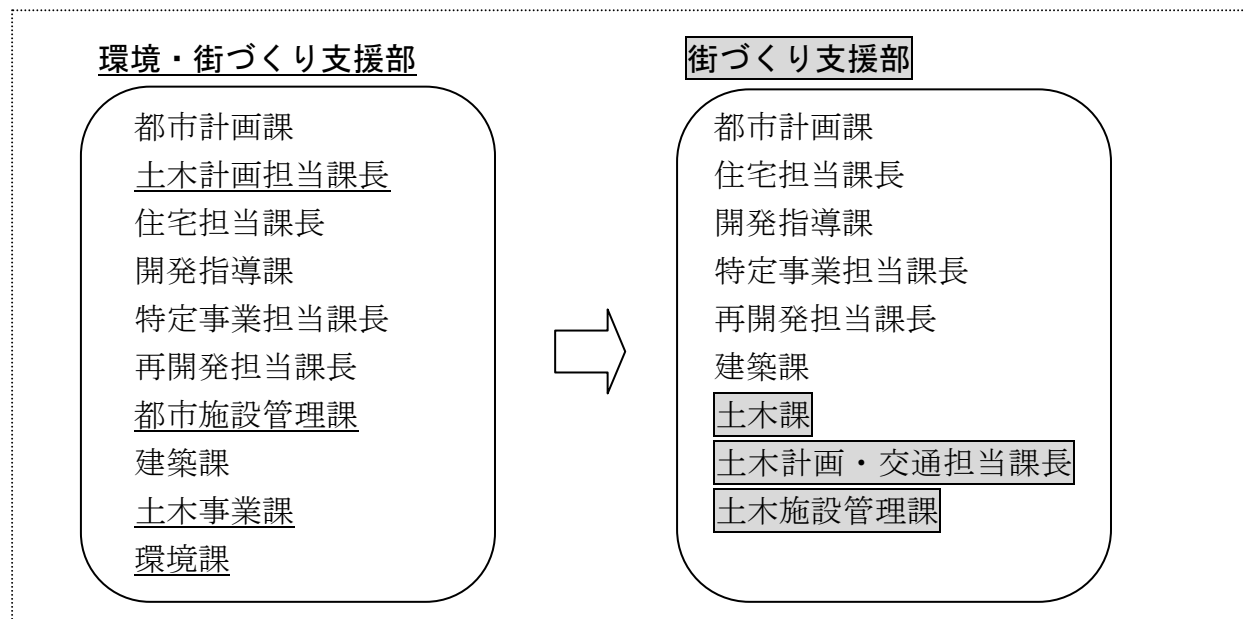 環境・街づくり支援部
都市計画課
土木計画担当課長
住宅担当課長
開発指導課
特定事業担当課長
再開発担当課長
都市施設管理課
建築課
土木事業課
環境課
街づくり支援部
都市計画課
住宅担当課長
開発指導課
特定事業担当課長
再開発担当課長
建築課
土木課
土木計画・交通担当課長
土木施設管理課